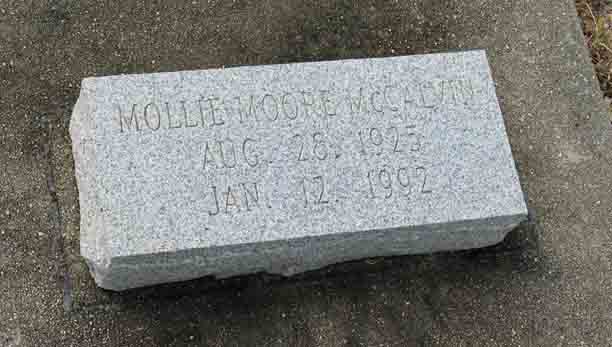 MOLLIE MOORE McCALVIN
AUG. 28, 1925
JAN. 12, 1992